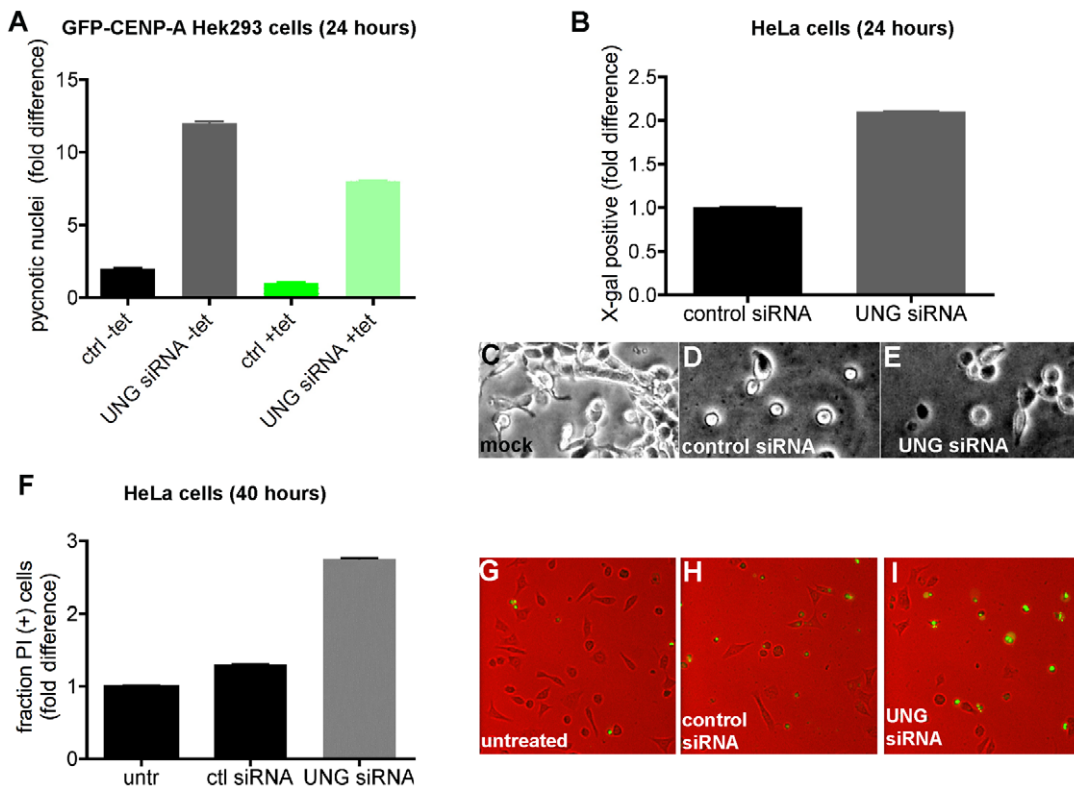 A
GFP-CENP-A Hek293 cells (24 hours)
pycnotic nuclei (fold difference)
15
10
5
0
ctrl -tet
UNG siRNA -tet
ctrl +tet
UNG siRNA +tet
B
HeLa cells (24 hours)
X-gal positive (fold difference)
2.5
2.0
1.5
1.0
0.5
0.0
control siRNA
UNG siRNA
C
mock
D
control siRNA
E
UNG siRNA
F
HeLa cells (40 hours)
fraction PI (+) cells
(fold difference)
3
2
1
0
untr
ctl siRNA
UNG siRNA
G
untreated
H
control
siRNA
I
UNG
siRNA